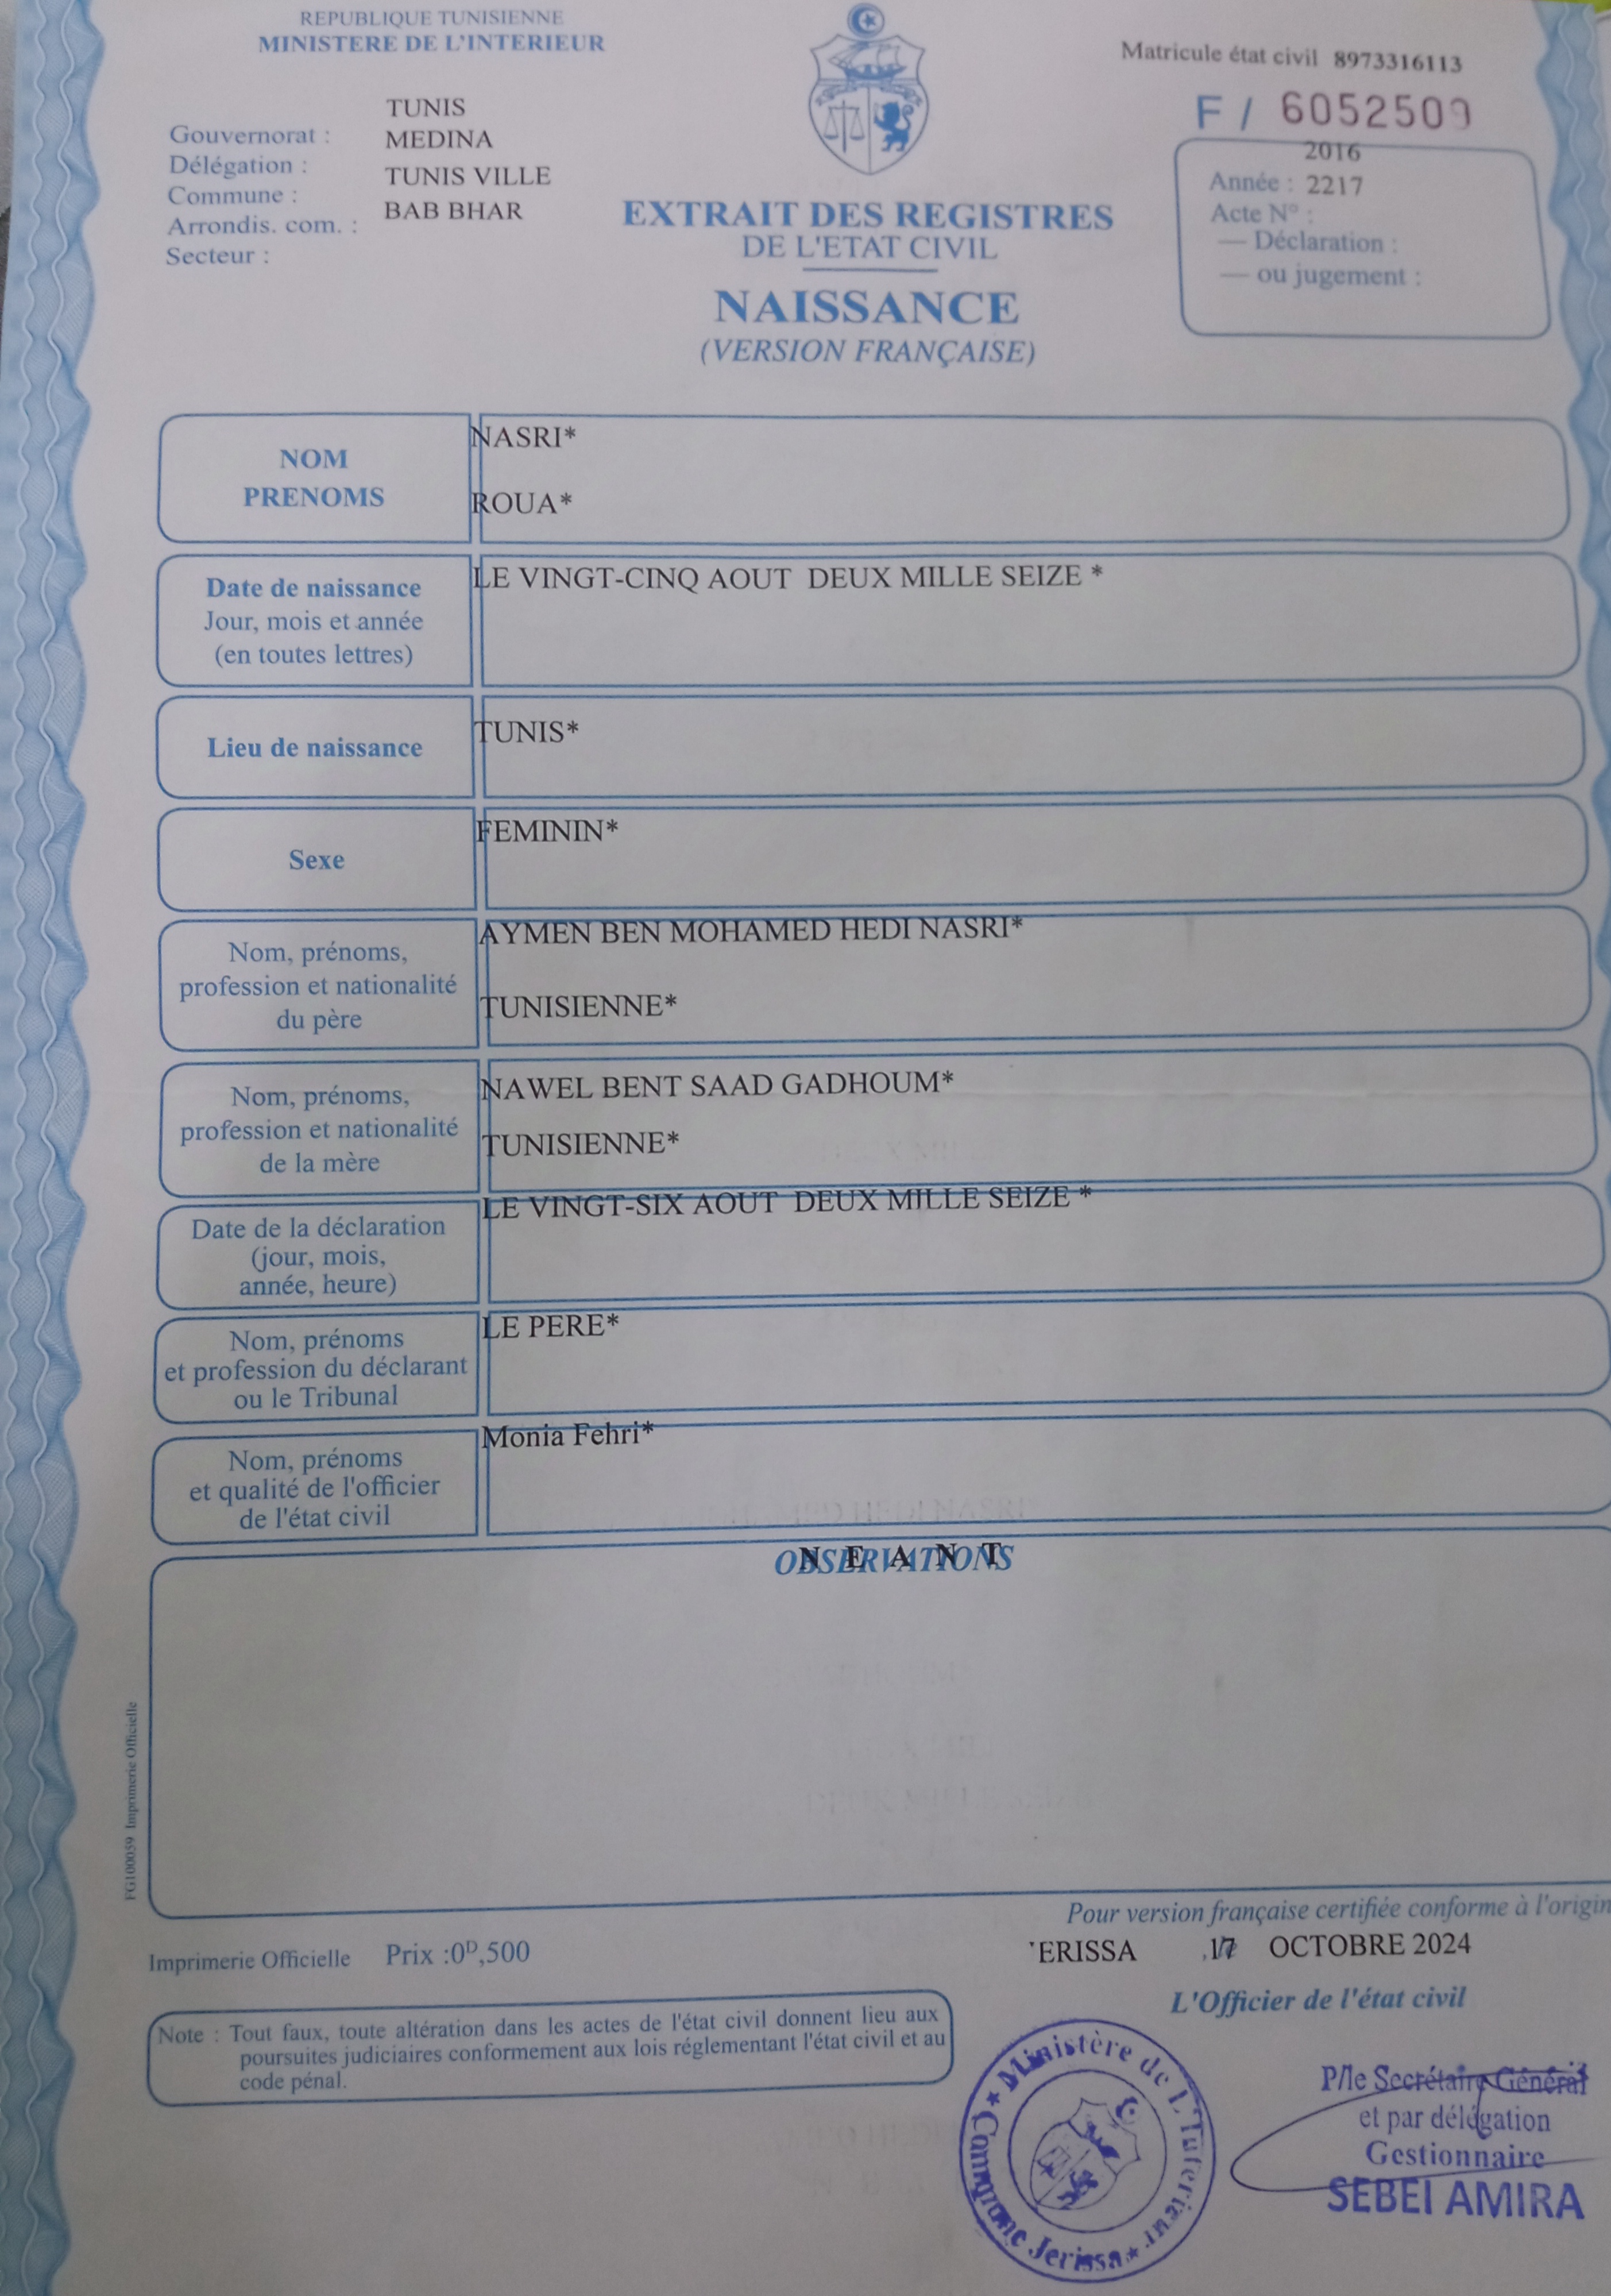 REPUBLIQUE TUNISIENNE
MINISTERE DE L'INTERIEUR
Matricule état civil 8973316113
F / 6052509
TUNIS
Gouvernorat : MEDINA
Délégation :
Commune : TUNIS VILLE
Arrondis. com. : BAB BHAR
Secteur :
2016
Année : 2217
Acte N° :
— Déclaration :
— ou jugement :
EXTRAIT DES REGISTRES
DE L'ETAT CIVIL
NAISSANCE
(VERSION FRANÇAISE)
NOM
PRENOMS
NASRI*
ROUA*
Date de naissance
Jour, mois et année
(en toutes lettres)
LE VINGT-CINQ AOUT DEUX MILLE SEIZE *
Lieu de naissance
TUNIS*
Sexe
FEMININ*
Nom, prénoms,
profession et nationalité
du père
AYMEN BEN MOHAMED HEDI NASRI*
TUNISIENNE*
Nom, prénoms,
profession et nationalité
de la mère
NAWEL BENT SAAD GADHOUM*
TUNISIENNE*
Date de la déclaration
(jour, mois,
année, heure)
LE VINGT-SIX AOUT DEUX MILLE SEIZE *
Nom, prénoms
et profession du déclarant
ou le Tribunal
LE PERE*
Nom, prénoms
et qualité de l'officier
de l'état civil
Monia Fehri*
OBSERVATIONS
N E A N T
FG100059 Imprimerie Officielle
Pour version française certifiée conforme à l'origin
Imprimerie Officielle Prix :0ᴰ,500
ERISSA 17 OCTOBRE 2024
L'Officier de l'état civil
Note : Tout faux, toute altération dans les actes de l'état civil donnent lieu aux
poursuites judiciaires conformement aux lois réglementant l'état civil et au
code pénal.
Ministère de L'Interieur
Commune Jerissa
P/le Secrétaire Général
et par délégation
Gestionnaire
SEBEI AMIRA